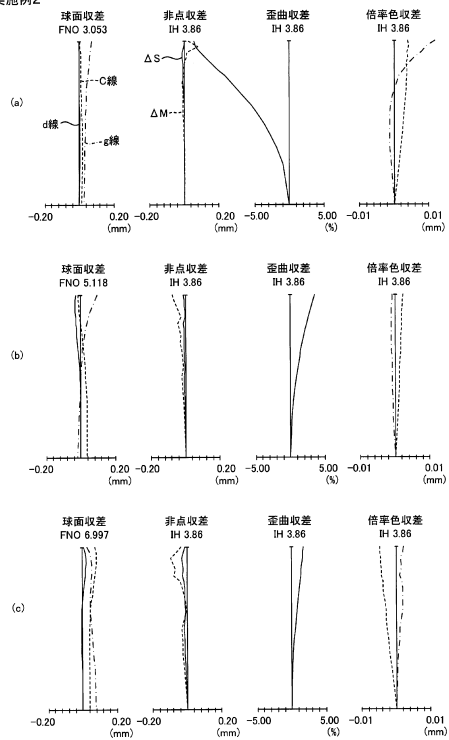 実施例2
球面収差 非点収差 歪曲収差 倍率色収差
FNO 3.053 IH 3.86 IH 3.86 IH 3.86
ΔS
C線
(a)
ΔM
d線
g線
-0.20 0.20 -0.20 0.20 -5.00 5.00 -0.01 0.01
(mm) (mm) (%) (mm)
球面収差 非点収差 歪曲収差 倍率色収差
FNO 5.118 IH 3.86 IH 3.86 IH 3.86
(b)
-0.20 0.20 -0.20 0.20 -5.00 5.00 -0.01 0.01
(mm) (mm) (%) (mm)
球面収差 非点収差 歪曲収差 倍率色収差
FNO 6.997 IH 3.86 IH 3.86 IH 3.86
(c)
-0.20 0.20 -0.20 0.20 -5.00 5.00 -0.01 0.01
(mm) (mm) (%) (mm)